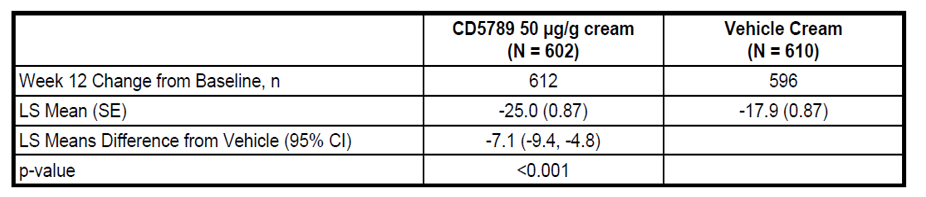 CD5789 50 µg/g cream Vehicle Cream
(N = 602) (N = 610)
Week 12 Change from Baseline, n 612 596
LS Mean (SE) -25.0 (0.87) -17.9 (0.87)
LS Means Difference from Vehicle (95% CI) -7.1 (-9.4, -4.8)
p-value <0.001